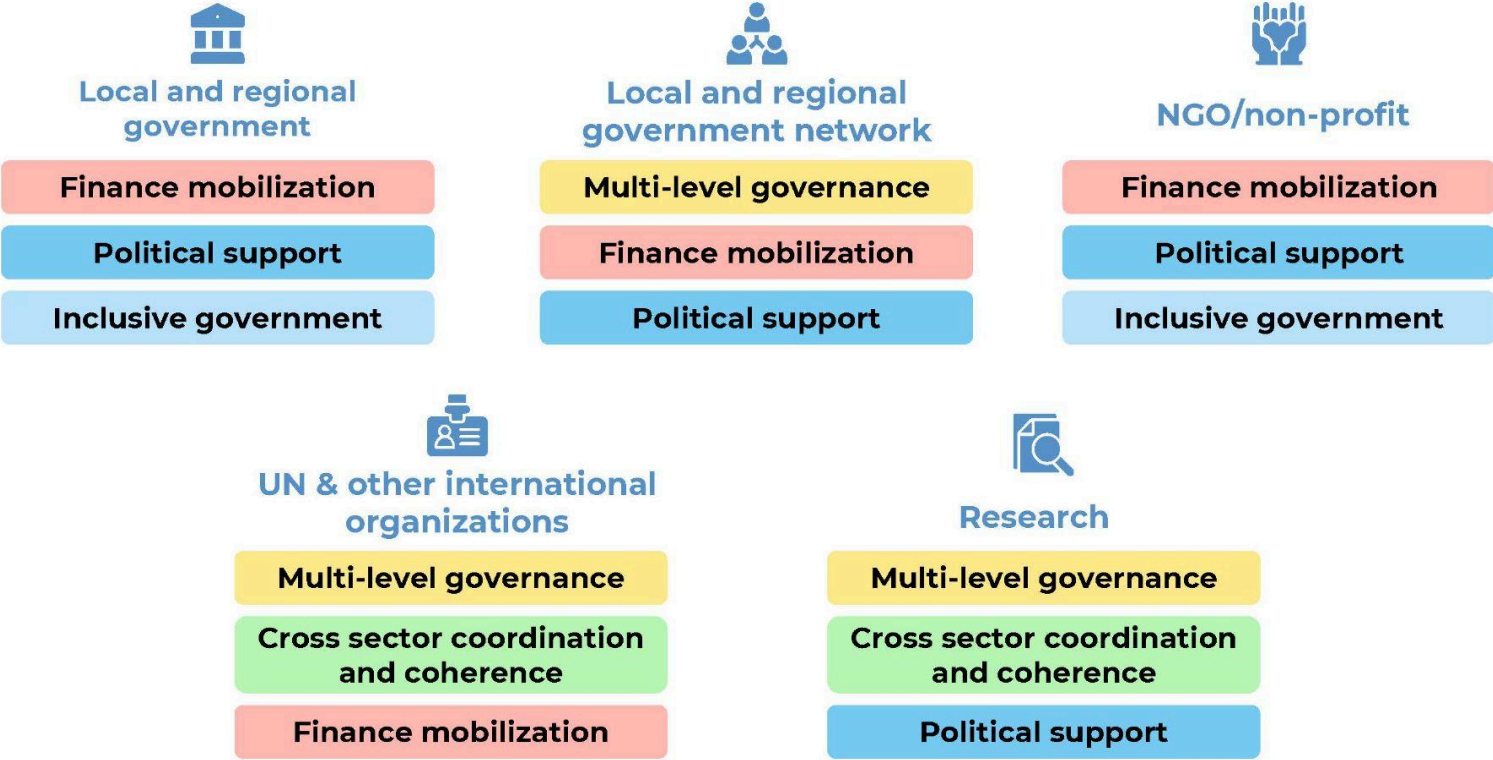 Local and regional
government
Finance mobilization
Political support
Inclusive government
Local and regional
government network
Multi-level governance
Finance mobilization
Political support
NGO/non-profit
Finance mobilization
Political support
Inclusive government
UN & other international
organizations
Multi-level governance
Cross sector coordination
and coherence
Finance mobilization
Research
Multi-level governance
Cross sector coordination
and coherence
Political support